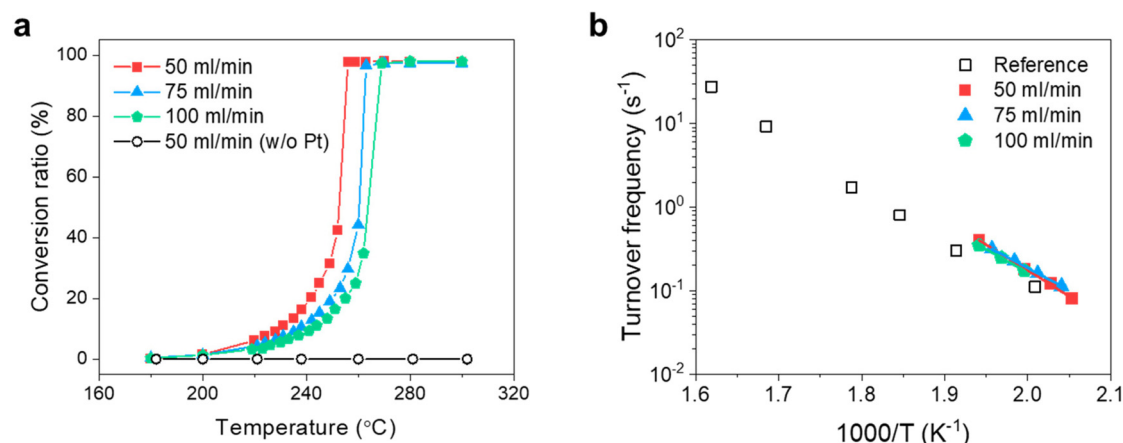 a
100
80
60
40
20
0
160
200
240
280
320
Conversion ratio (%)
Temperature (°C)
50 ml/min
75 ml/min
100 ml/min
50 ml/min (w/o Pt)
b
10²
10¹
10⁰
10⁻¹
10⁻²
1.6
1.7
1.8
1.9
2.0
2.1
Turnover frequency (s⁻¹)
1000/T (K⁻¹)
Reference
50 ml/min
75 ml/min
100 ml/min